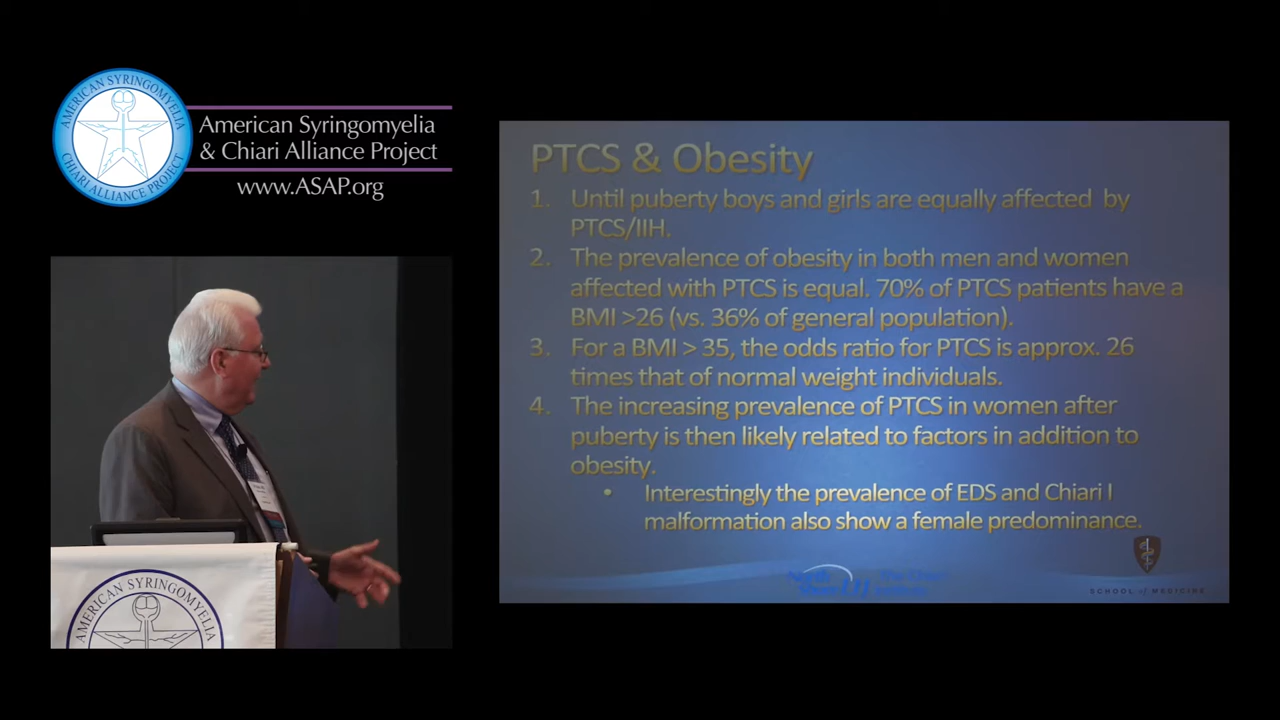 AMERICAN SYRINGOMYELIA
CHIARI ALLIANCE PROJECT
American Syringomyelia
& Chiari Alliance Project
www.ASAP.org
PTCS & Obesity
1. Until puberty boys and girls are equally affected by
PTCS/IIH.
2. The prevalence of obesity in both men and women
affected with PTCS is equal. 70% of PTCS patients have a
BMI >26 (vs. 36% of general population).
3. For a BMI > 35, the odds ratio for PTCS is approx. 26
times that of normal weight individuals.
4. The increasing prevalence of PTCS in women after
puberty is then likely related to factors in addition to
obesity.
• Interestingly the prevalence of EDS and Chiari I
malformation also show a female predominance.
North
SCHOOL of MEDICINE
AMERICAN SYRINGOMYELIA